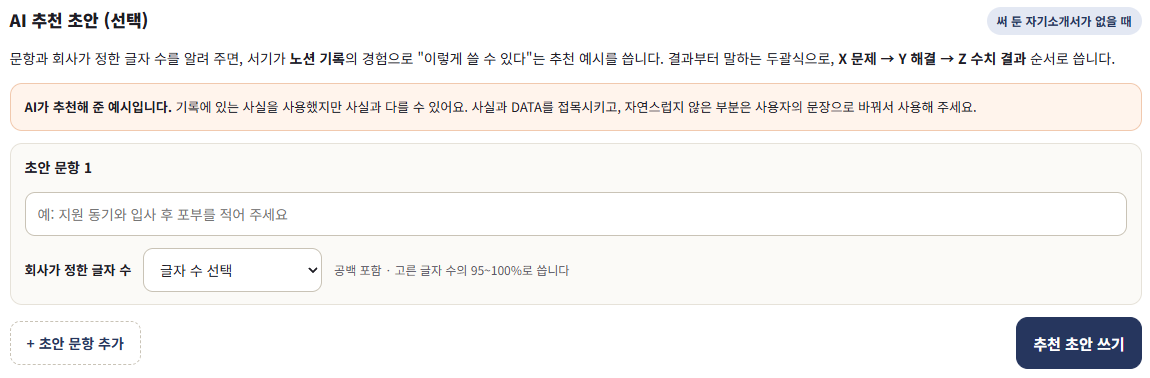 AI 추천 초안 (선택)
써 둔 자기소개서가 없을 때
문항과 회사가 정한 글자 수를 알려 주면, 서기가 노션 기록의 경험으로 "이렇게 쓸 수 있다"는 추천 예시를 씁니다. 결과부터 말하는 두괄식으로, X 문제 → Y 해결 → Z 수치 결과 순서로 씁니다.
AI가 추천해 준 예시입니다. 기록에 있는 사실을 사용했지만 사실과 다를 수 있어요. 사실과 DATA를 접목시키고, 자연스럽지 않은 부분은 사용자의 문장으로 바꿔서 사용해 주세요.
초안 문항 1
예: 지원 동기와 입사 후 포부를 적어 주세요
회사가 정한 글자 수
글자 수 선택
공백 포함 · 고른 글자 수의 95~100%로 씁니다
+ 초안 문항 추가
추천 초안 쓰기